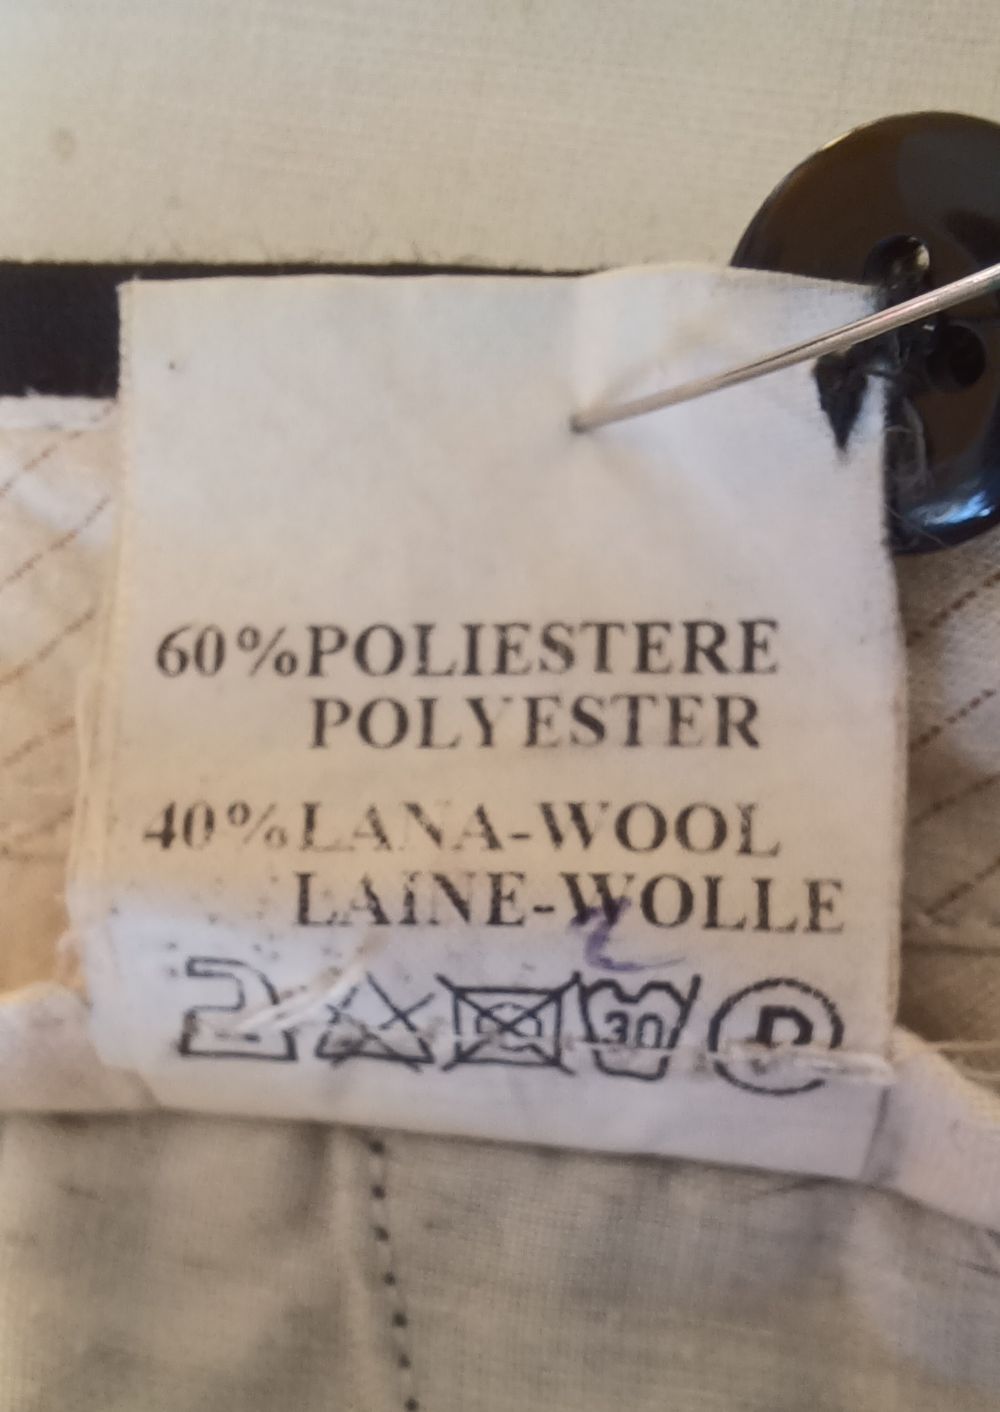 60%POLIESTERE
POLYESTER
40%LANA-WOOL
LAINE-WOLLE
30 P